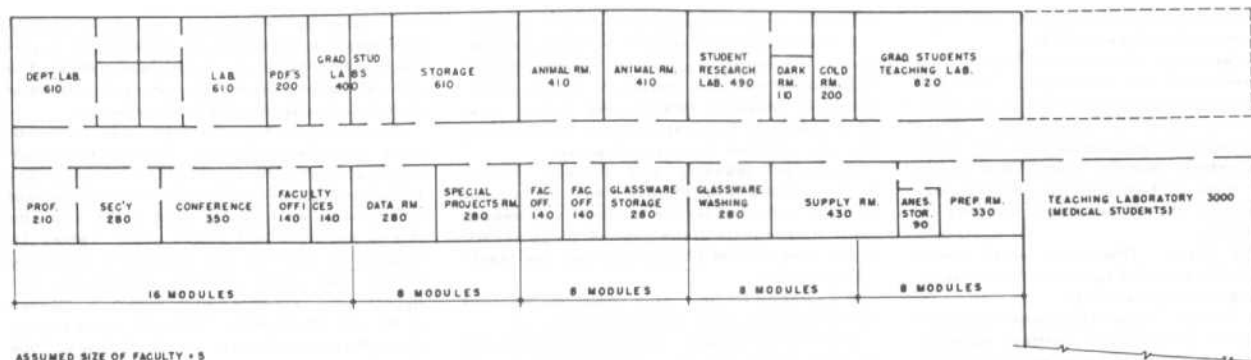 DEPT. LAB.
610
LAB.
610
PDF'S
200
GRAD STUD
LABS
400
STORAGE
610
ANIMAL RM.
410
ANIMAL RM.
410
STUDENT
RESEARCH
LAB. 490
DARK
RM.
110
COLD
RM.
200
GRAD STUDENTS
TEACHING LAB.
820
PROF.
210
SEC'Y
280
CONFERENCE
350
FACULTY
OFFICES
140 140
DATA RM.
280
SPECIAL
PROJECTS RM.
280
FAC.
OFF.
140
FAC.
OFF.
140
GLASSWARE
STORAGE
280
GLASSWARE
WASHING
280
SUPPLY RM.
430
ANES.
STOR.
90
PREP RM.
330
TEACHING LABORATORY 3000
(MEDICAL STUDENTS)
16 MODULES
8 MODULES
8 MODULES
8 MODULES
8 MODULES
ASSUMED SIZE OF FACULTY = 5